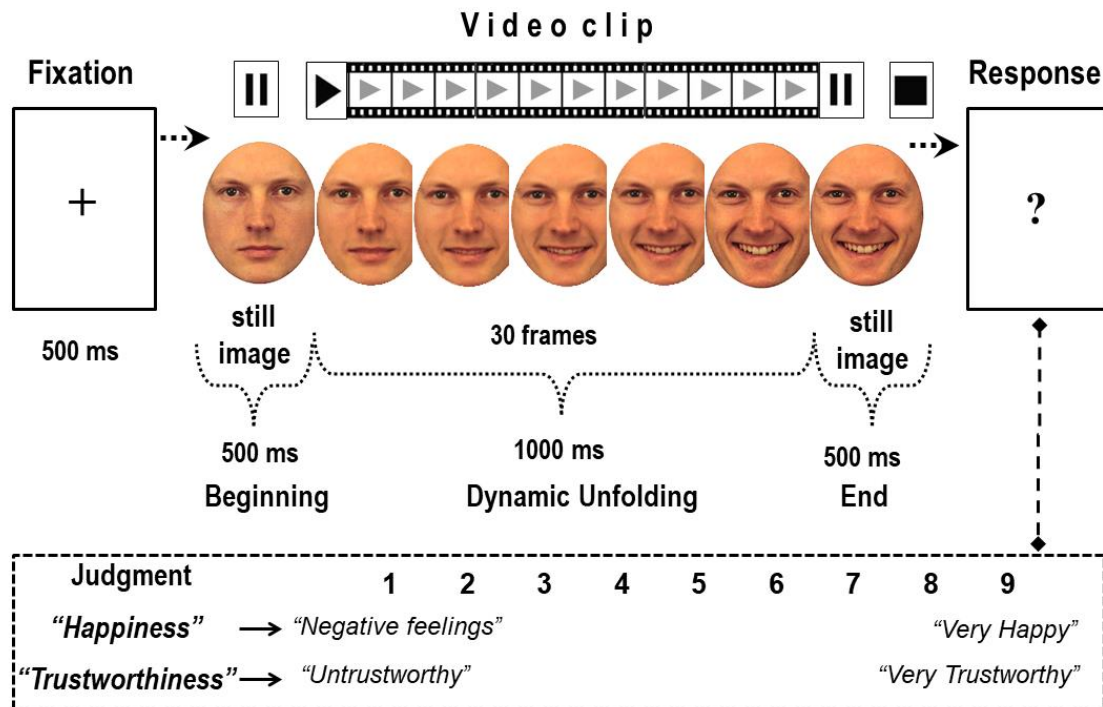 Video clip
Fixation
Response
+
?
still image
30 frames
still image
500 ms
500 ms
1000 ms
500 ms
Beginning
Dynamic Unfolding
End
Judgment 1 2 3 4 5 6 7 8 9
“Happiness” “Negative feelings” “Very Happy”
“Trustworthiness” “Untrustworthy” “Very Trustworthy”